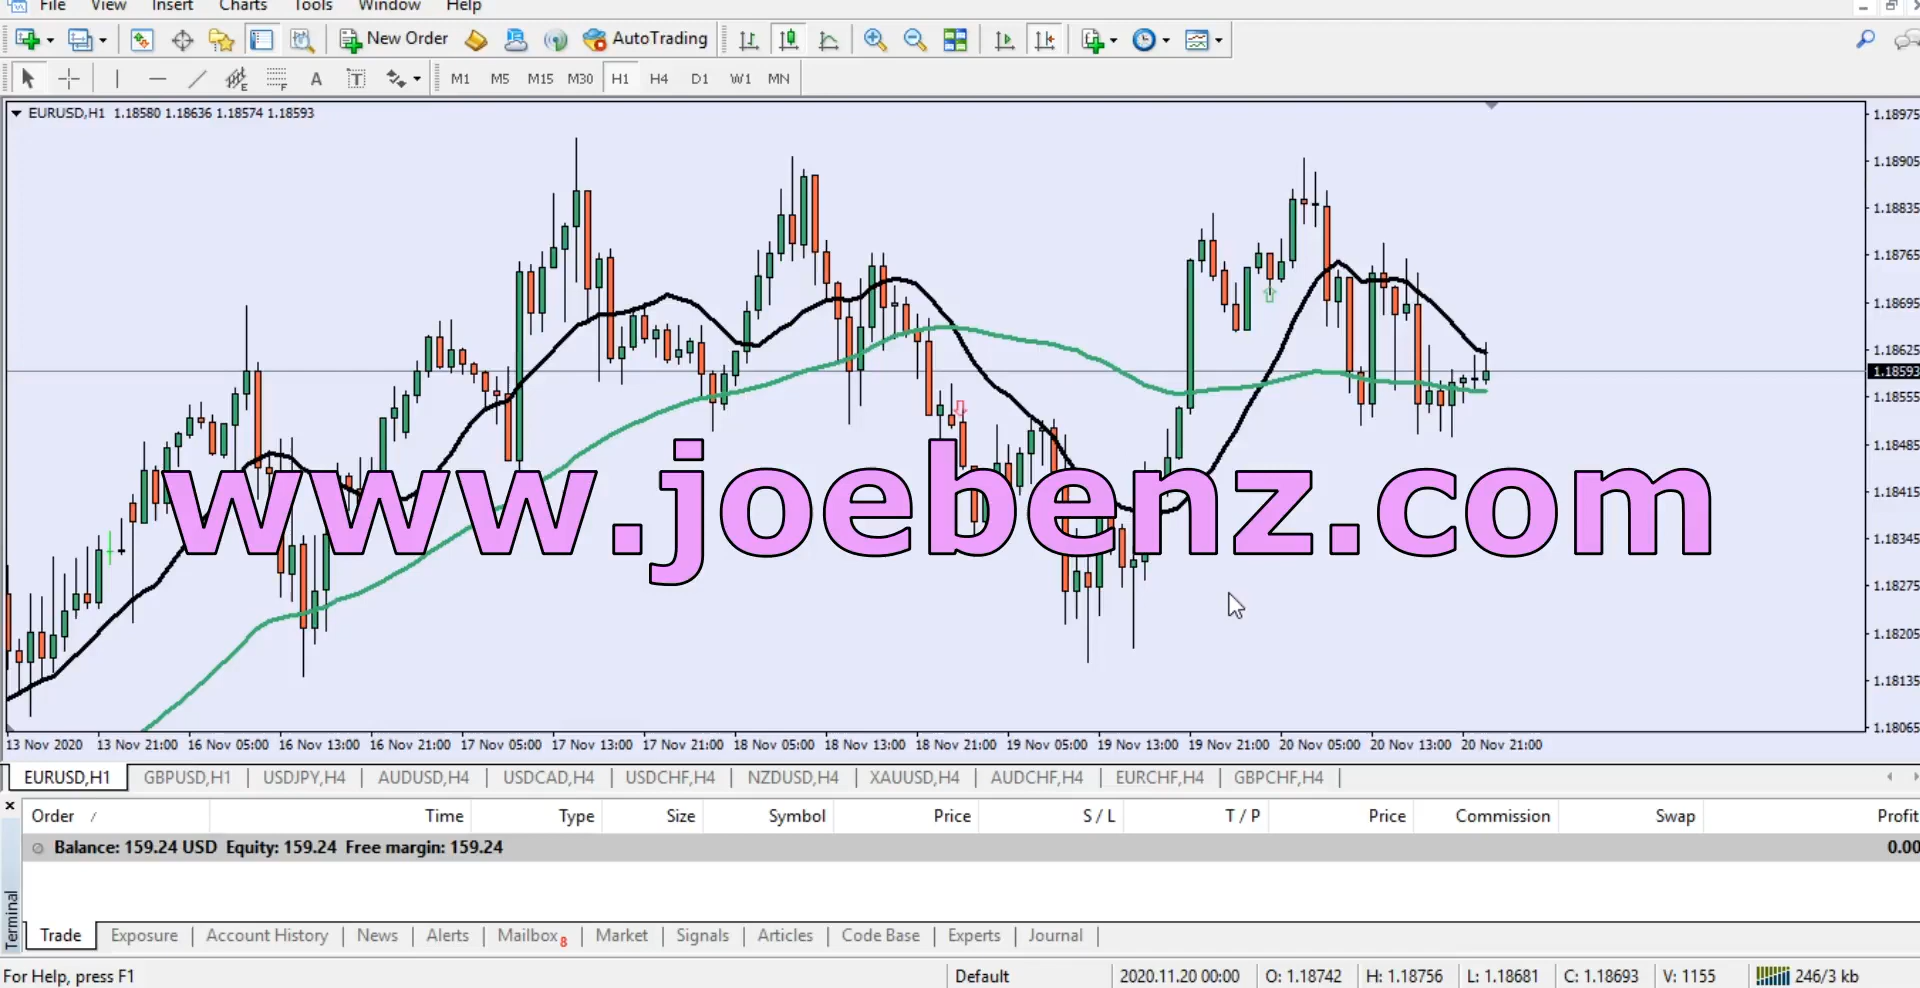 File View Insert Charts Tools Window Help
New Order AutoTrading
A T M1 M5 M15 M30 H1 H4 D1 W1 MN
EURUSD,H1 1.18580 1.18636 1.18574 1.18593
1.18975
1.18905
1.18835
1.18765
1.18695
1.18625
1.18593
1.18555
1.18485
1.18415
1.18345
1.18275
1.18205
1.18135
1.18065
www.joebenz.com
13 Nov 2020 13 Nov 21:00 16 Nov 05:00 16 Nov 13:00 16 Nov 21:00 17 Nov 05:00 17 Nov 13:00 17 Nov 21:00 18 Nov 05:00 18 Nov 13:00 18 Nov 21:00 19 Nov 05:00 19 Nov 13:00 19 Nov 21:00 20 Nov 05:00 20 Nov 13:00 20 Nov 21:00
EURUSD,H1 GBPUSD,H1 USDJPY,H4 AUDUSD,H4 USDCAD,H4 USDCHF,H4 NZDUSD,H4 XAUUSD,H4 AUDCHF,H4 EURCHF,H4 GBPCHF,H4
Order / Time Type Size Symbol Price S / L T / P Price Commission Swap Profit
Balance: 159.24 USD Equity: 159.24 Free margin: 159.24 0.00
Terminal
Trade Exposure Account History News Alerts Mailbox 8 Market Signals Articles Code Base Experts Journal
For Help, press F1 Default 2020.11.20 00:00 O: 1.18742 H: 1.18756 L: 1.18681 C: 1.18693 V: 1155 246/3 kb